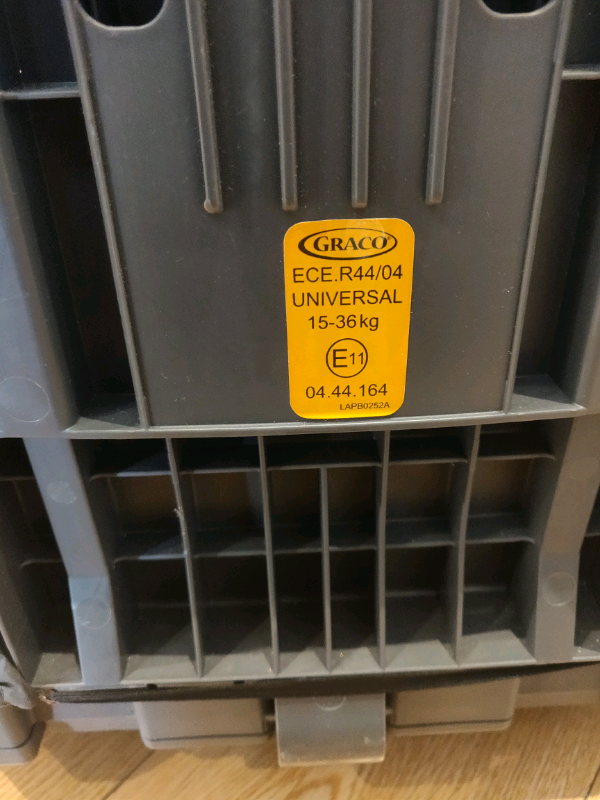 GRACO
ECE.R44/04
UNIVERSAL
15-36kg
E11
04.44.164
LAPB0252A